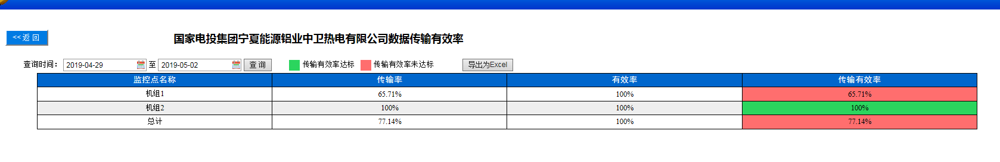 << 返 回
国家电投集团宁夏能源铝业中卫热电有限公司数据传输有效率
查询时间： 2019-04-29 至 2019-05-02 查 询 传输有效率达标 传输有效率未达标 导出为Excel
监控点名称 传输率 有效率 传输有效率
机组1 65.71% 100% 65.71%
机组2 100% 100% 100%
总计 77.14% 100% 77.14%